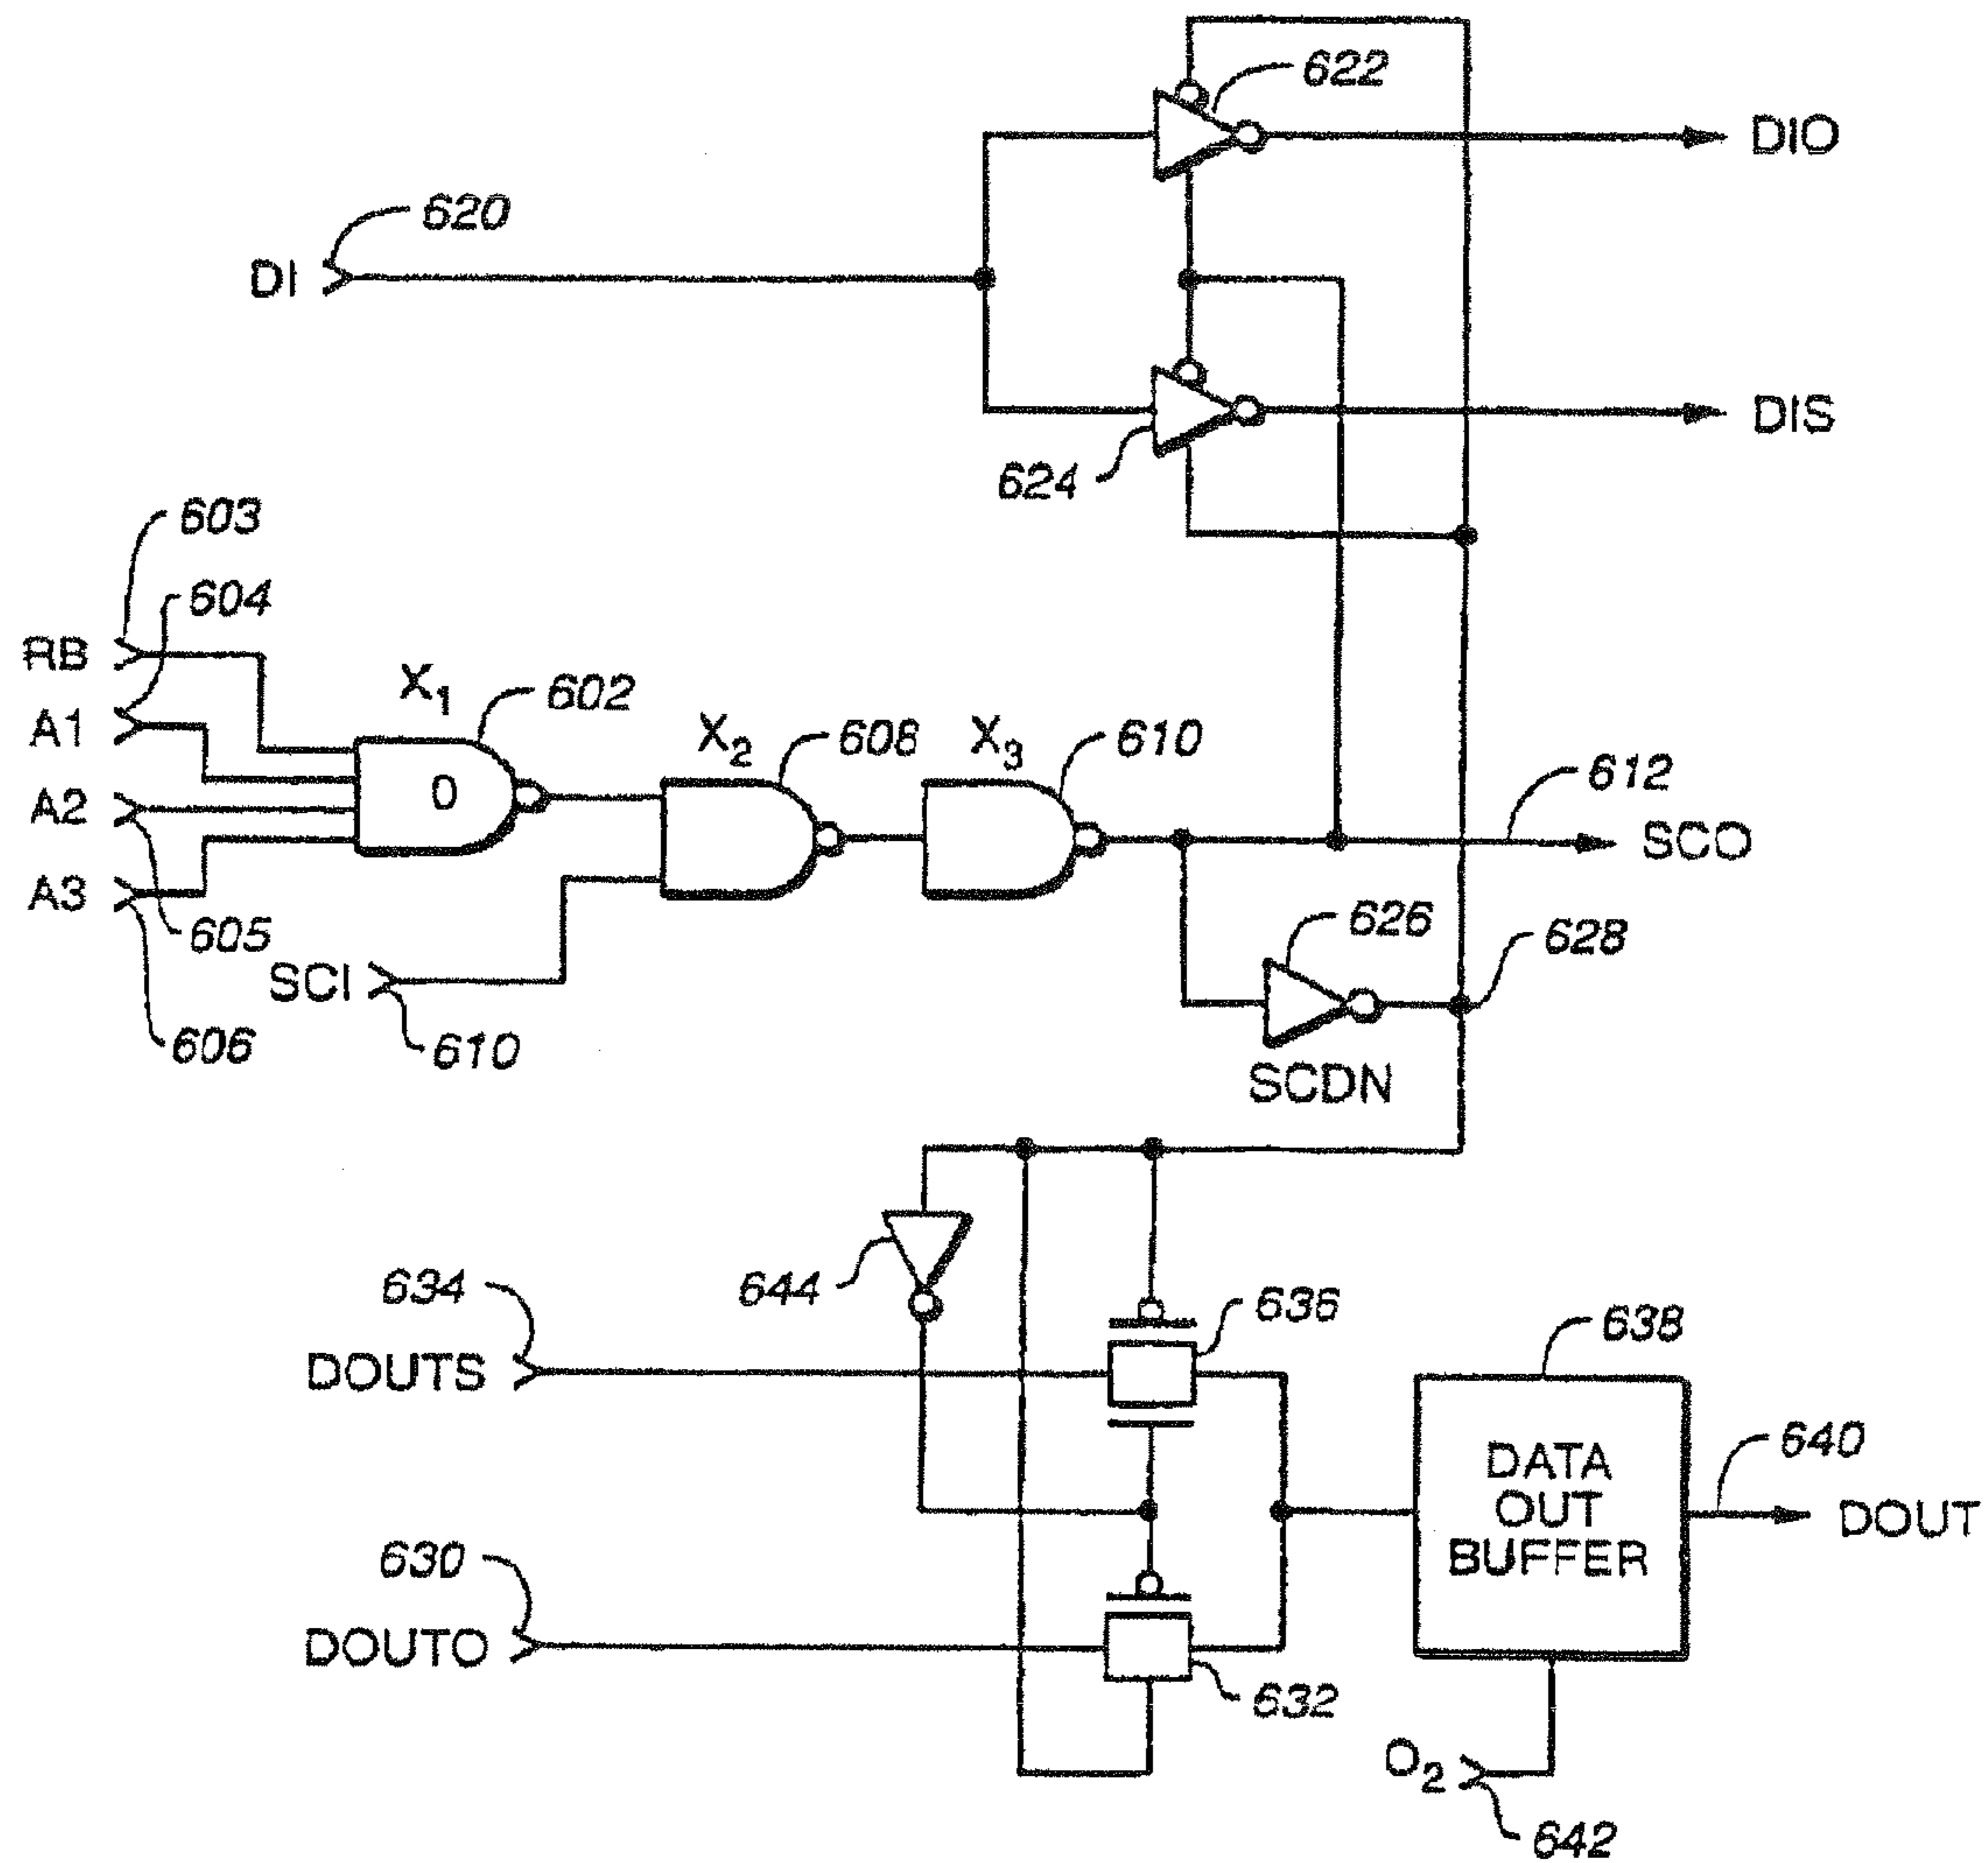 622
DIO
620
DI
DIS
624
603
604
RB
X1
602
A1
X2
608
X3
610
O
612
A2
SCO
A3
605
626
628
SCI
606
610
SCDN
634
644
636
638
DOUTS
DATA
OUT
BUFFER
640
DOUT
630
DOUTO
632
O2
642